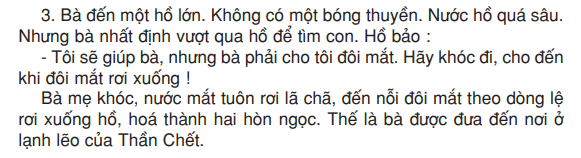 3. Bà đến một hồ lớn. Không có một bóng thuyền. Nước hồ quá sâu.
Nhưng bà nhất định vượt qua hồ để tìm con. Hồ bảo :
- Tôi sẽ giúp bà, nhưng bà phải cho tôi đôi mắt. Hãy khóc đi, cho đến
khi đôi mắt rơi xuống !
Bà mẹ khóc, nước mắt tuôn rơi lã chã, đến nỗi đôi mắt theo dòng lệ
rơi xuống hồ, hoá thành hai hòn ngọc. Thế là bà được đưa đến nơi ở
lạnh lẽo của Thần Chết.